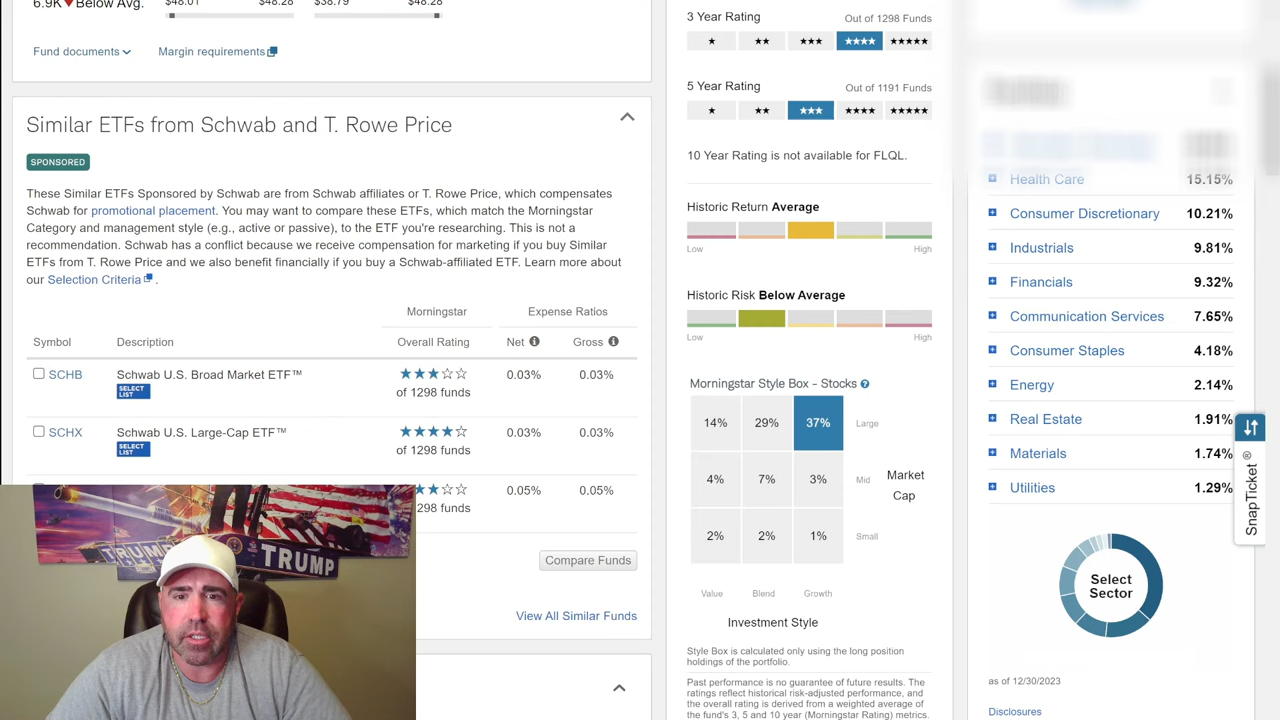 6.9K Below Avg.
$48.01 $48.28 $38.79 $48.28
Fund documents Margin requirements
Similar ETFs from Schwab and T. Rowe Price
SPONSORED
These Similar ETFs Sponsored by Schwab are from Schwab affiliates or T. Rowe Price, which compensates
Schwab for promotional placement. You may want to compare these ETFs, which match the Morningstar
Category and management style (e.g., active or passive), to the ETF you're researching. This is not a
recommendation. Schwab has a conflict because we receive compensation for marketing if you buy Similar
ETFs from T. Rowe Price and we also benefit financially if you buy a Schwab-affiliated ETF. Learn more about
our Selection Criteria .
Morningstar Expense Ratios
Symbol Description Overall Rating Net Gross
SCHB Schwab U.S. Broad Market ETF™ ★★★☆☆ 0.03% 0.03%
SELECT LIST of 1298 funds
SCHX Schwab U.S. Large-Cap ETF™ ★★★★☆ 0.03% 0.03%
SELECT LIST of 1298 funds
★★☆☆ 0.05% 0.05%
298 funds
Compare Funds
View All Similar Funds
TRUMP
TRUMP
3 Year Rating Out of 1298 Funds
★ ★★ ★★★ ★★★★ ★★★★★
5 Year Rating Out of 1191 Funds
★ ★★ ★★★ ★★★★ ★★★★★
10 Year Rating is not available for FLQL.
Historic Return Average
Low High
Historic Risk Below Average
Low High
Morningstar Style Box - Stocks
14% 29% 37% Large
4% 7% 3% Mid
2% 2% 1% Small
Market
Cap
Value Blend Growth
Investment Style
Style Box is calculated only using the long position
holdings of the portfolio.
Past performance is no guarantee of future results. The
ratings reflect historical risk-adjusted performance, and
the overall rating is derived from a weighted average of
the fund's 3, 5 and 10 year (Morningstar Rating) metrics.
Health Care 15.15%
Consumer Discretionary 10.21%
Industrials 9.81%
Financials 9.32%
Communication Services 7.65%
Consumer Staples 4.18%
Energy 2.14%
Real Estate 1.91%
Materials 1.74%
Utilities 1.29%
Select
Sector
as of 12/30/2023
Disclosures
SnapTicket®